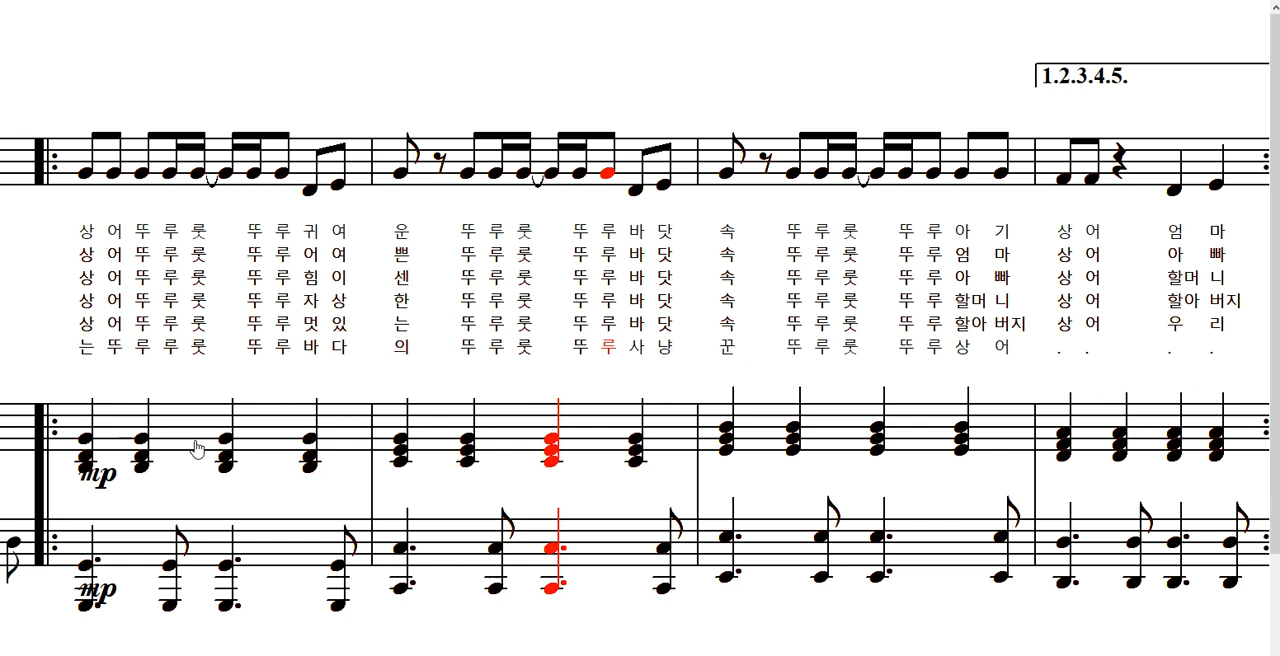 1.2.3.4.5.
상 어 뚜 루 룻 뚜 루 귀 여 운 뚜 루 룻 뚜 루 바 닷 속 뚜 루 룻 뚜 루 아 기 상 어 엄 마
상 어 뚜 루 룻 뚜 루 어 여 쁜 뚜 루 룻 뚜 루 바 닷 속 뚜 루 룻 뚜 루 엄 마 상 어 아 빠
상 어 뚜 루 룻 뚜 루 힘 이 센 뚜 루 룻 뚜 루 바 닷 속 뚜 루 룻 뚜 루 아 빠 상 어 할머 니
상 어 뚜 루 룻 뚜 루 자 상 한 뚜 루 룻 뚜 루 바 닷 속 뚜 루 룻 뚜 루 할머 니 상 어 할아 버지
상 어 뚜 루 룻 뚜 루 멋 있 는 뚜 루 룻 뚜 루 바 닷 속 뚜 루 룻 뚜 루 할아 버지 상 어 우 리
는 뚜 루 루 룻 뚜 루 바 다 의 뚜 루 룻 뚜 루 사 냥 꾼 뚜 루 룻 뚜 루 상 어 . . . .
mp
mp